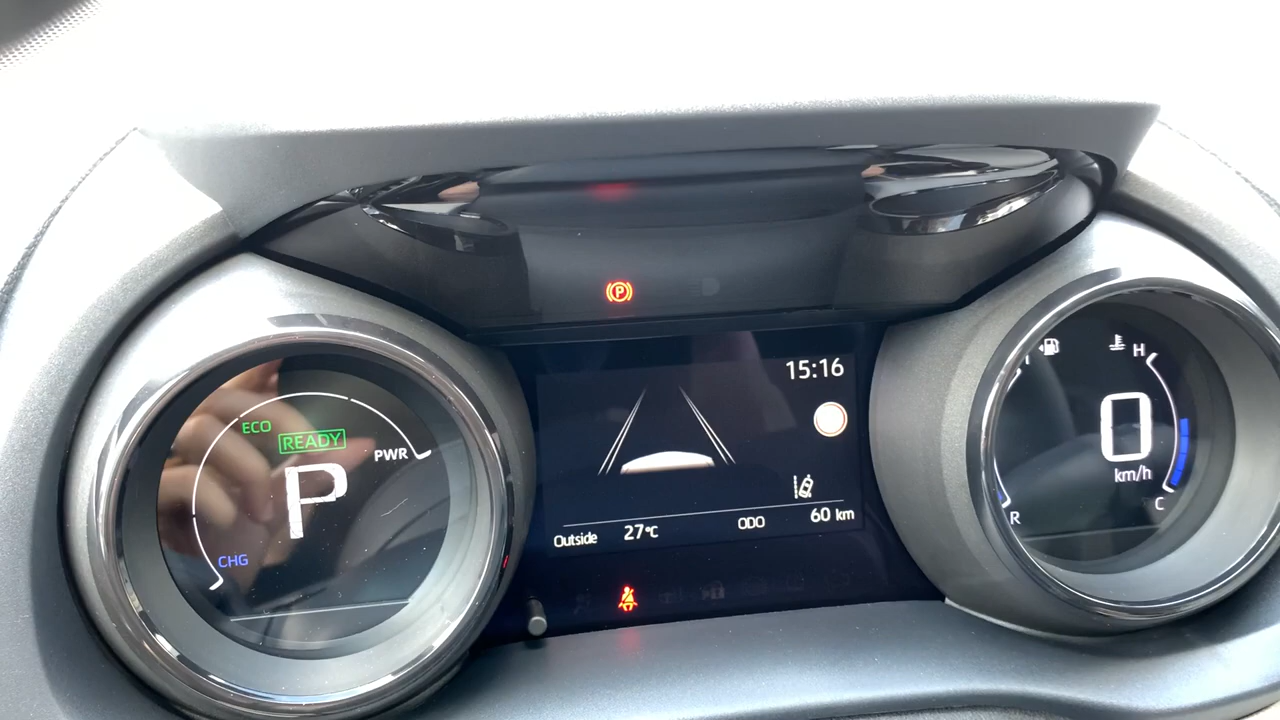 P
15:16
ECO
READY
PWR
P
CHG
Outside 27°C ODO 60 km
H
0
km/h
C
R